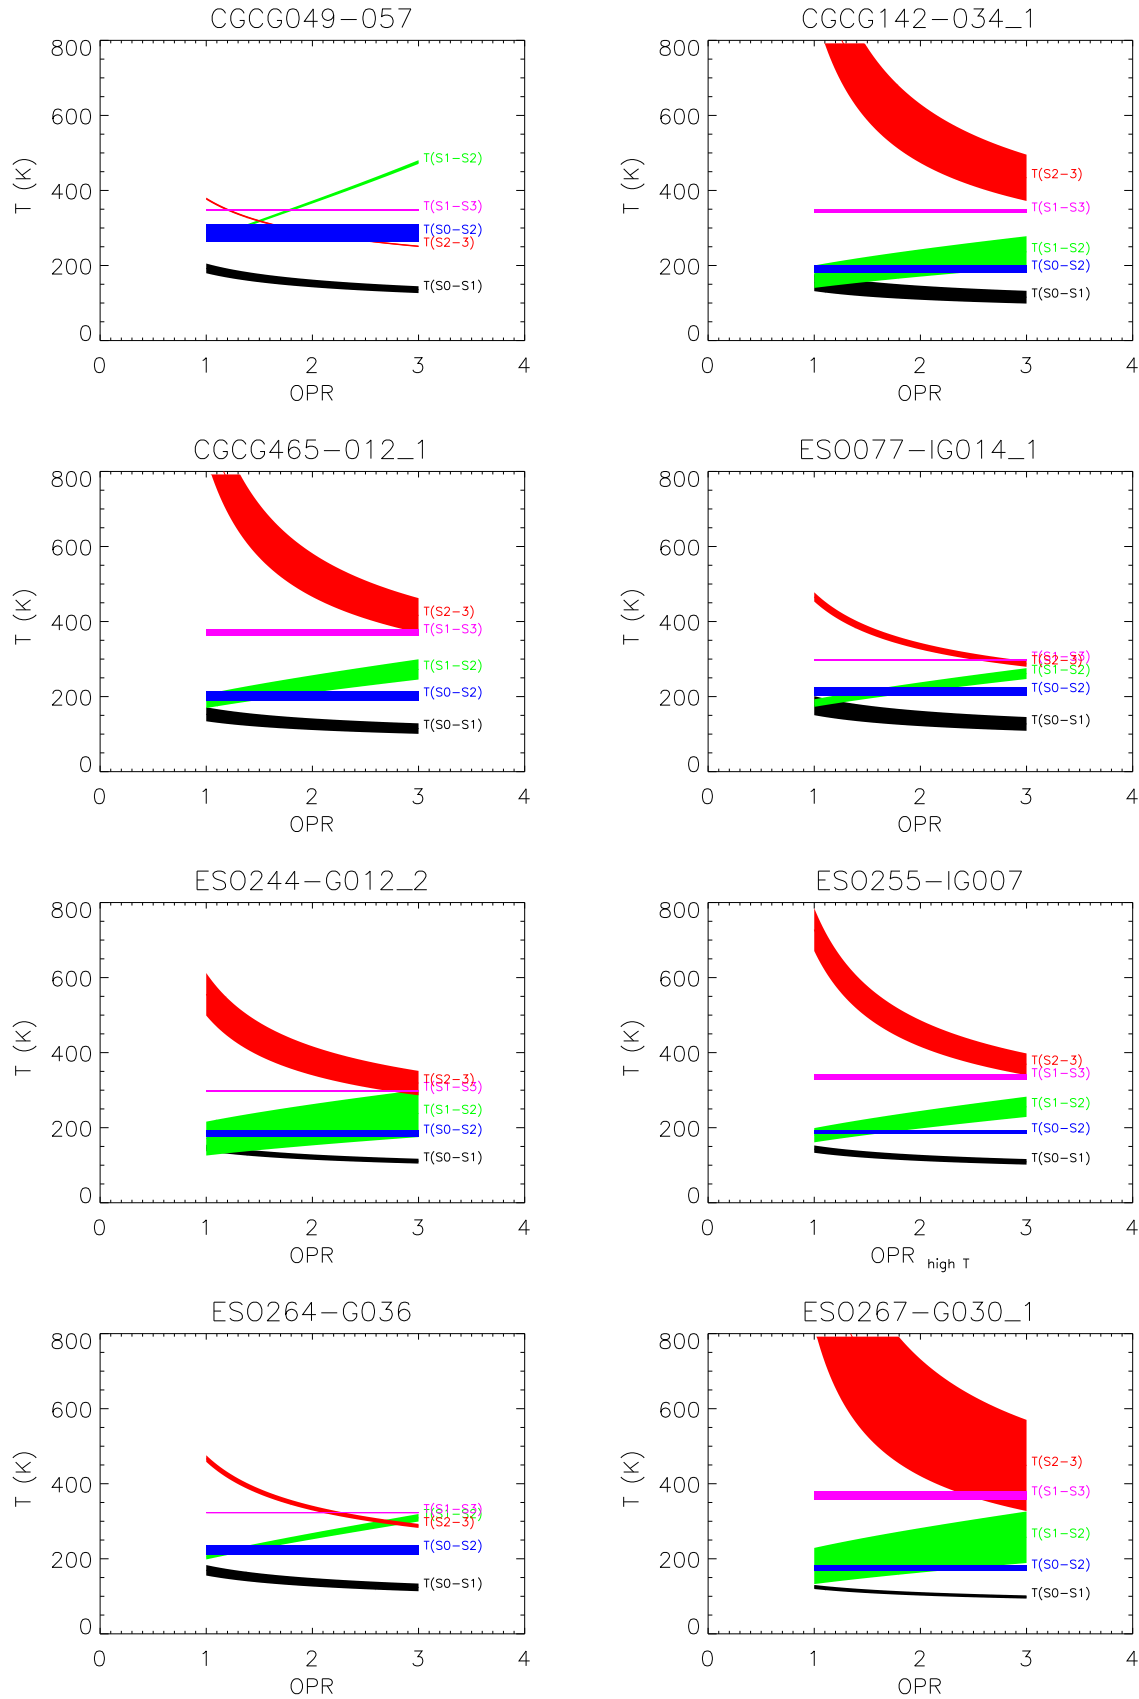 CGCG049-057
800
600
400
200
0
T (K)
T(S1-S2)
T(S1-S3)
T(S0-S2)
T(S2-3)
T(S0-S1)
0 1 2 3 4
OPR
CGCG142-034_1
800
600
400
200
0
T (K)
T(S2-3)
T(S1-S3)
T(S1-S2)
T(S0-S2)
T(S0-S1)
0 1 2 3 4
OPR
CGCG465-012_1
800
600
400
200
0
T (K)
T(S2-3)
T(S1-S3)
T(S1-S2)
T(S0-S2)
T(S0-S1)
0 1 2 3 4
OPR
ESO077-IG014_1
800
600
400
200
0
T (K)
T(S1-S3)
T(S2-3)
T(S1-S2)
T(S0-S2)
T(S0-S1)
0 1 2 3 4
OPR
ESO244-G012_2
800
600
400
200
0
T (K)
T(S2-3)
T(S1-S3)
T(S1-S2)
T(S0-S2)
T(S0-S1)
0 1 2 3 4
OPR
ESO255-IG007
800
600
400
200
0
T (K)
T(S2-3)
T(S1-S3)
T(S1-S2)
T(S0-S2)
T(S0-S1)
0 1 2 3 4
OPR high T
ESO264-G036
800
600
400
200
0
T (K)
T(S1-S3)
T(S1-S2)
T(S2-3)
T(S0-S2)
T(S0-S1)
0 1 2 3 4
OPR
ESO267-G030_1
800
600
400
200
0
T (K)
T(S2-3)
T(S1-S3)
T(S1-S2)
T(S0-S2)
T(S0-S1)
0 1 2 3 4
OPR